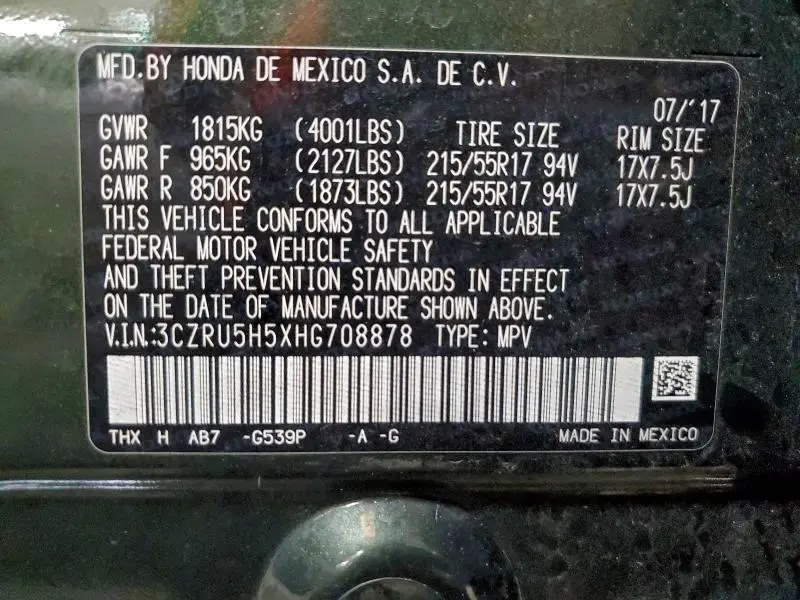 MFD.BY HONDA DE MEXICO S.A. DE C.V.
07/'17
GVWR 1815KG (4001LBS) TIRE SIZE RIM SIZE
GAWR F 965KG (2127LBS) 215/55R17 94V 17X7.5J
GAWR R 850KG (1873LBS) 215/55R17 94V 17X7.5J
THIS VEHICLE CONFORMS TO ALL APPLICABLE
FEDERAL MOTOR VEHICLE SAFETY
AND THEFT PREVENTION STANDARDS IN EFFECT
ON THE DATE OF MANUFACTURE SHOWN ABOVE.
V.I.N.:3CZRU5H5XHG708878 TYPE: MPV
THX H AB7 -G539P -A -G MADE IN MEXICO